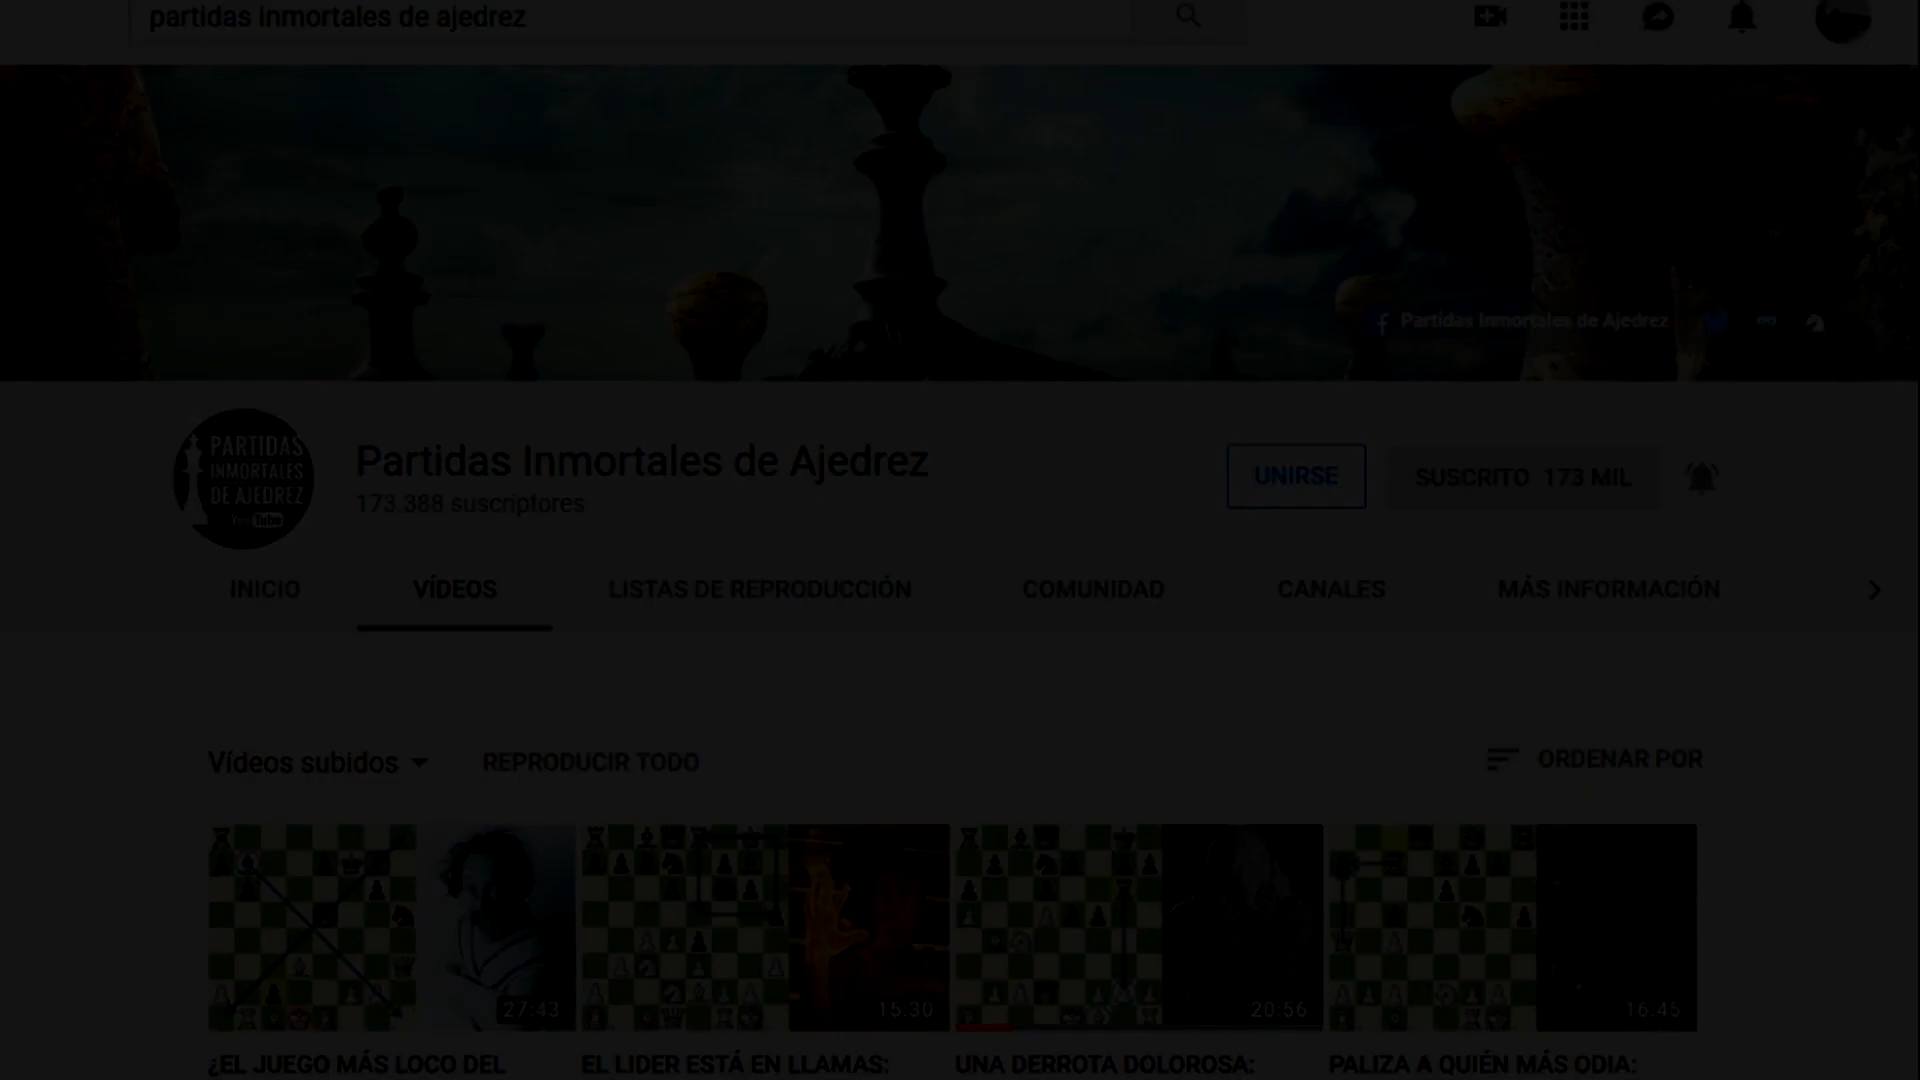 partidas inmortales de ajedrez
Partidas Inmortales de Ajedrez
PARTIDAS
INMORTALES
DE AJEDREZ
You Tube
Partidas Inmortales de Ajedrez
173.388 suscriptores
UNIRSE
SUSCRITO 173 MIL
INICIO
VÍDEOS
LISTAS DE REPRODUCCIÓN
COMUNIDAD
CANALES
MÁS INFORMACIÓN
Vídeos subidos
REPRODUCIR TODO
ORDENAR POR
27:43
15:30
20:56
16:45
¿EL JUEGO MÁS LOCO DEL
EL LIDER ESTÁ EN LLAMAS:
UNA DERROTA DOLOROSA:
PALIZA A QUIÉN MÁS ODIA: